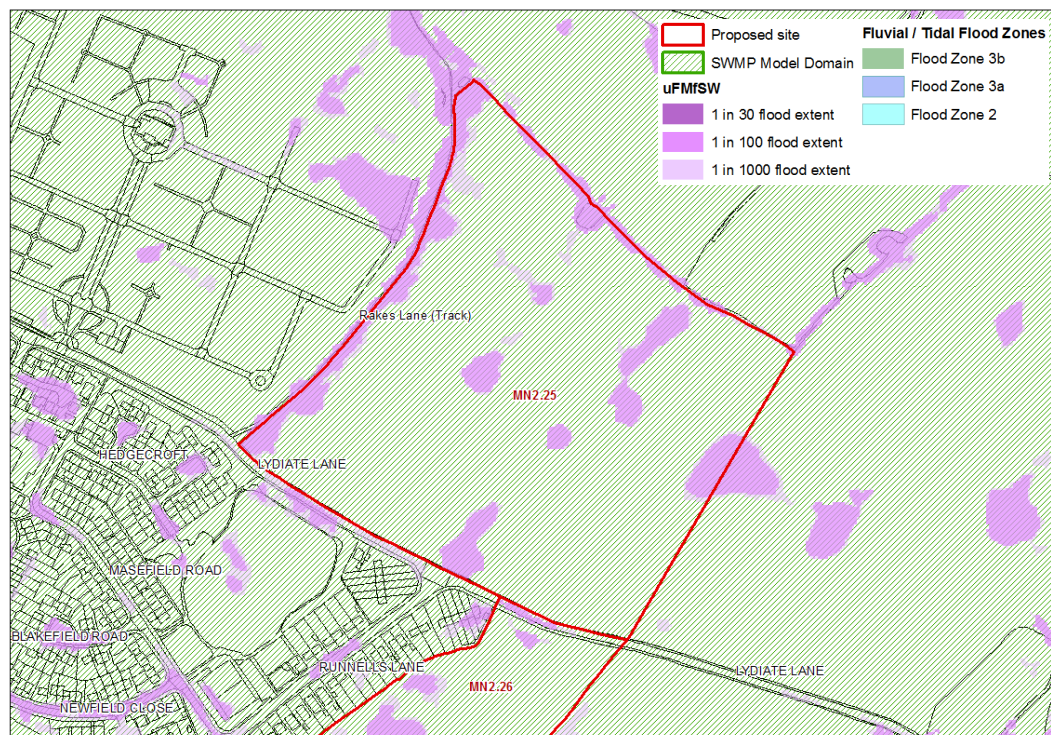 Proposed site
SWMP Model Domain
uFMfSW
1 in 30 flood extent
1 in 100 flood extent
1 in 1000 flood extent
Fluvial / Tidal Flood Zones
Flood Zone 3b
Flood Zone 3a
Flood Zone 2
Rakes Lane (Track)
MN2.25
HEDGECROFT
LYDIATE LANE
MASEFIELD ROAD
BLAKEFIELD ROAD
RUNNELLS LANE
LYDIATE LANE
MN2.26
NEWFIELD CLOSE